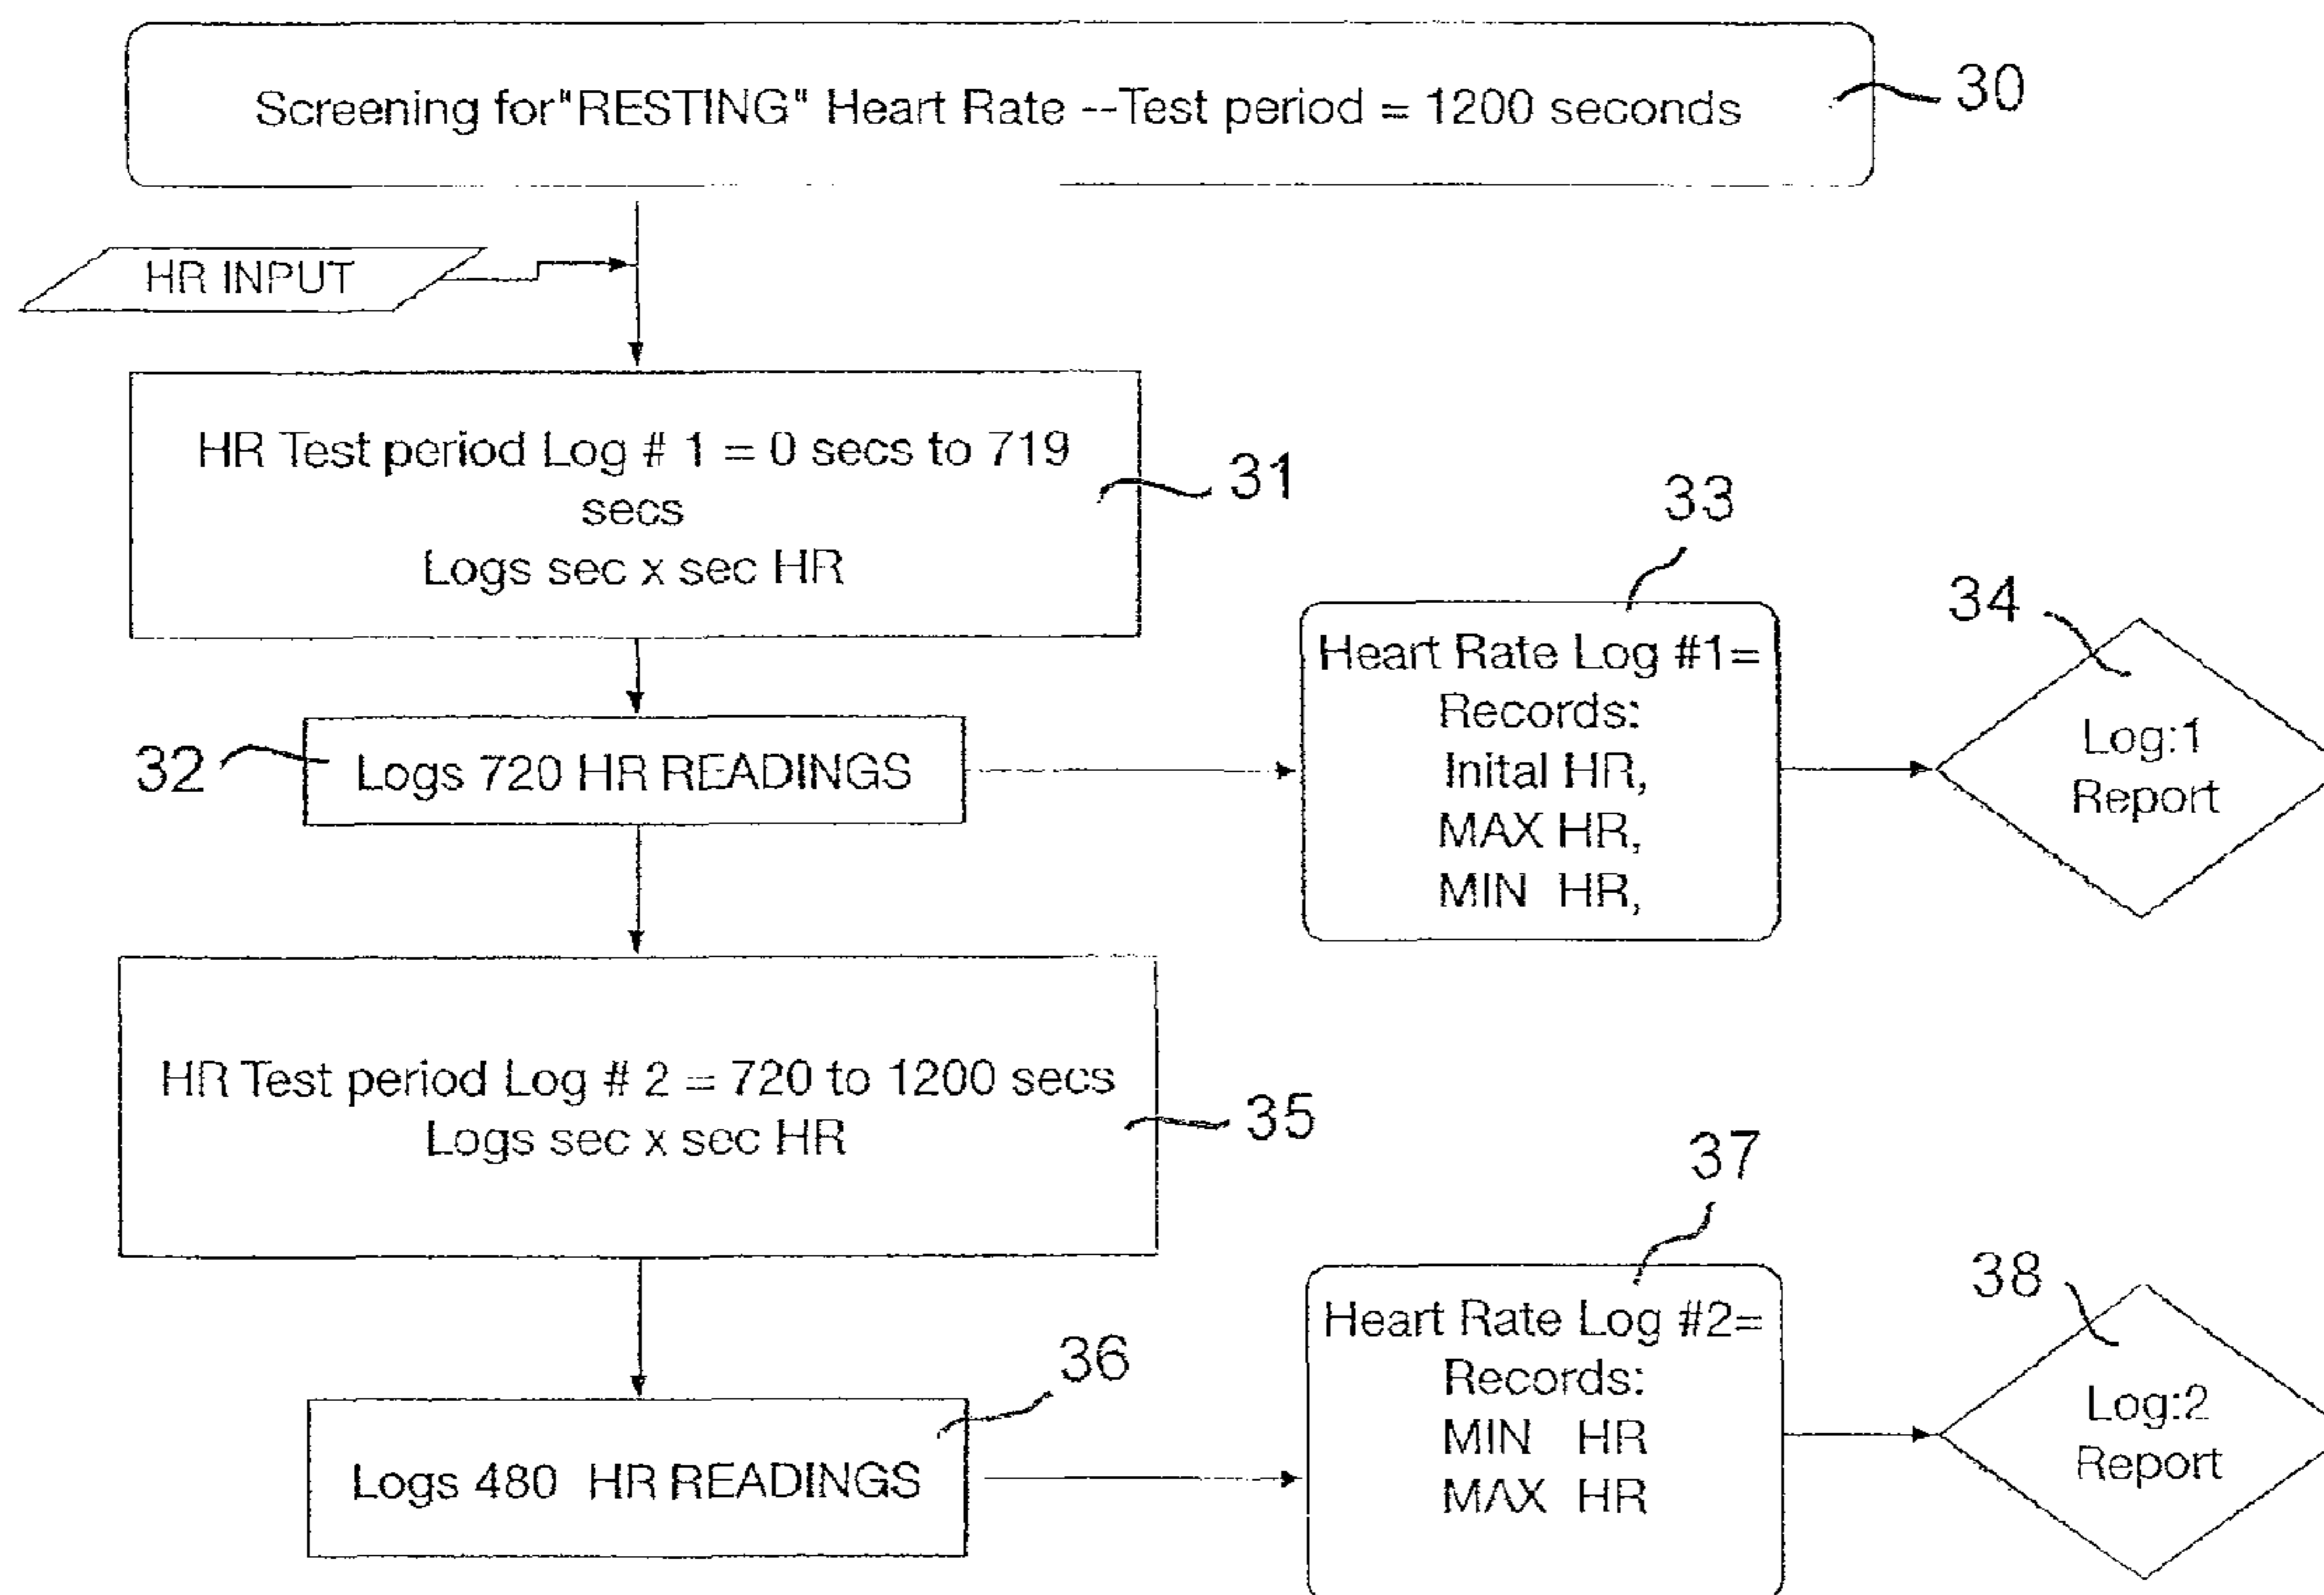 Screening for"RESTING" Heart Rate --Test period = 1200 seconds
30
HR INPUT
HR Test period Log # 1 = 0 secs to 719
secs
Logs sec x sec HR
31
32
Logs 720 HR READINGS
33
Heart Rate Log #1=
Records:
Inital HR,
MAX HR,
MIN HR,
34
Log:1
Report
HR Test period Log # 2 = 720 to 1200 secs
Logs sec x sec HR
35
36
Logs 480 HR READINGS
37
Heart Rate Log #2=
Records:
MIN HR
MAX HR
38
Log:2
Report